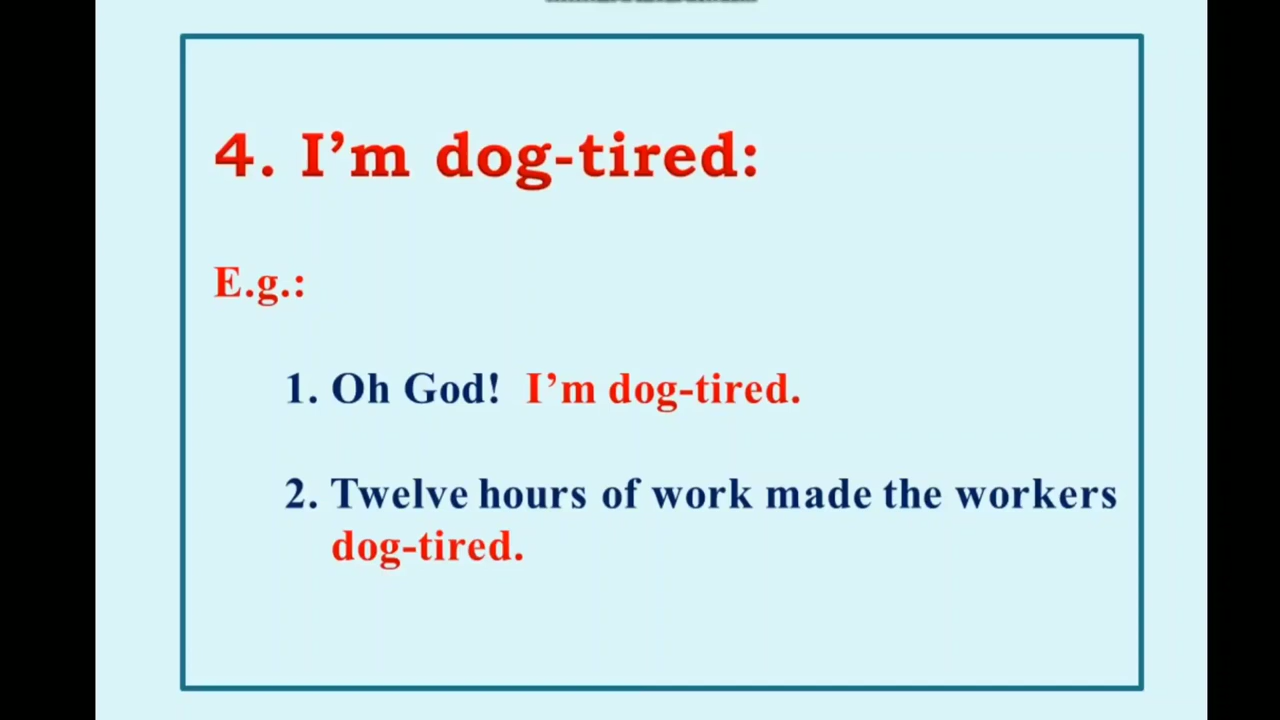 4. I’m dog-tired:
E.g.:
1. Oh God! I’m dog-tired.
2. Twelve hours of work made the workers
dog-tired.